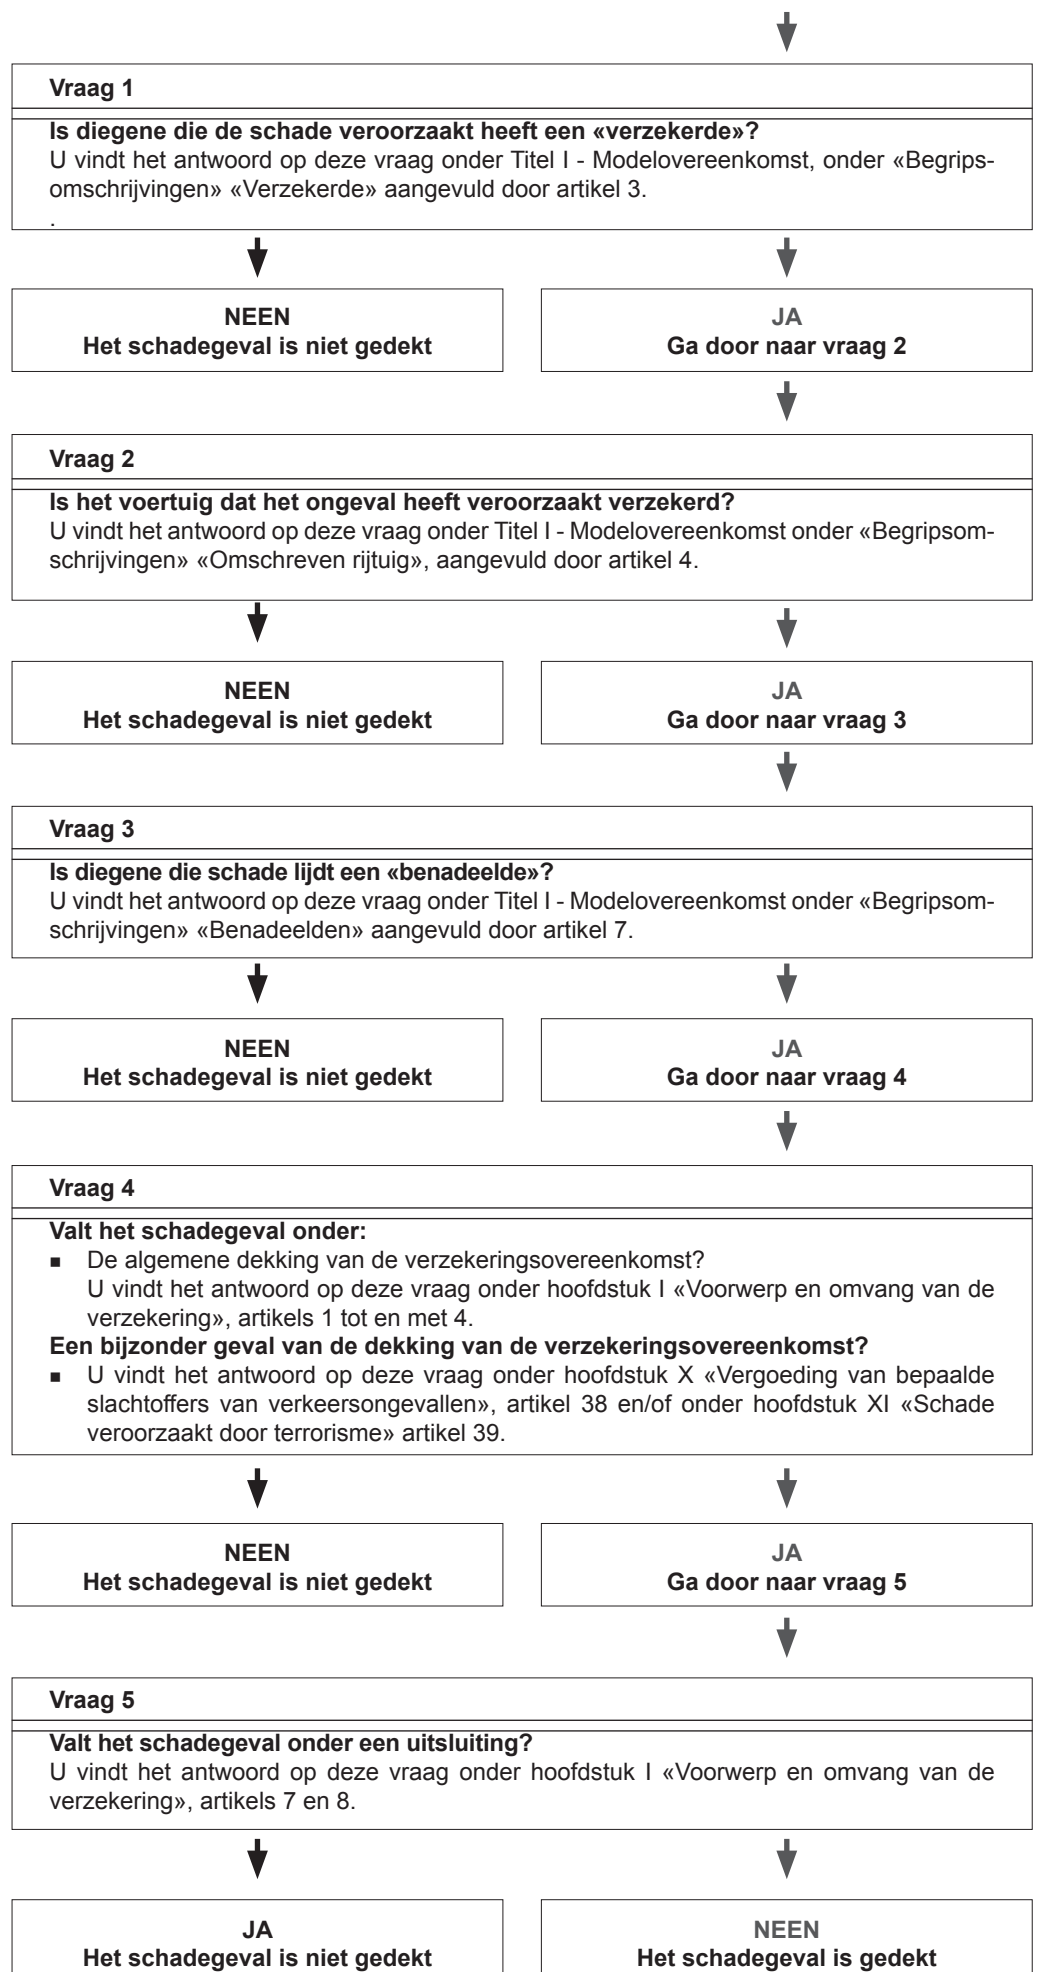 Vraag 1
Is diegene die de schade veroorzaakt heeft een «verzekerde»?
U vindt het antwoord op deze vraag onder Titel I - Modelovereenkomst, onder «Begrips-
omschrijvingen» «Verzekerde» aangevuld door artikel 3.
.
NEEN
Het schadegeval is niet gedekt
JA
Ga door naar vraag 2
Vraag 2
Is het voertuig dat het ongeval heeft veroorzaakt verzekerd?
U vindt het antwoord op deze vraag onder Titel I - Modelovereenkomst onder «Begripsom-
schrijvingen» «Omschreven rijtuig», aangevuld door artikel 4.
NEEN
Het schadegeval is niet gedekt
JA
Ga door naar vraag 3
Vraag 3
Is diegene die schade lijdt een «benadeelde»?
U vindt het antwoord op deze vraag onder Titel I - Modelovereenkomst onder «Begripsom-
schrijvingen» «Benadeelden» aangevuld door artikel 7.
NEEN
Het schadegeval is niet gedekt
JA
Ga door naar vraag 4
Vraag 4
Valt het schadegeval onder:
■ De algemene dekking van de verzekeringsovereenkomst?
U vindt het antwoord op deze vraag onder hoofdstuk I «Voorwerp en omvang van de
verzekering», artikels 1 tot en met 4.
Een bijzonder geval van de dekking van de verzekeringsovereenkomst?
■ U vindt het antwoord op deze vraag onder hoofdstuk X «Vergoeding van bepaalde
slachtoffers van verkeersongevallen», artikel 38 en/of onder hoofdstuk XI «Schade
veroorzaakt door terrorisme» artikel 39.
NEEN
Het schadegeval is niet gedekt
JA
Ga door naar vraag 5
Vraag 5
Valt het schadegeval onder een uitsluiting?
U vindt het antwoord op deze vraag onder hoofdstuk I «Voorwerp en omvang van de
verzekering», artikels 7 en 8.
JA
Het schadegeval is niet gedekt
NEEN
Het schadegeval is gedekt